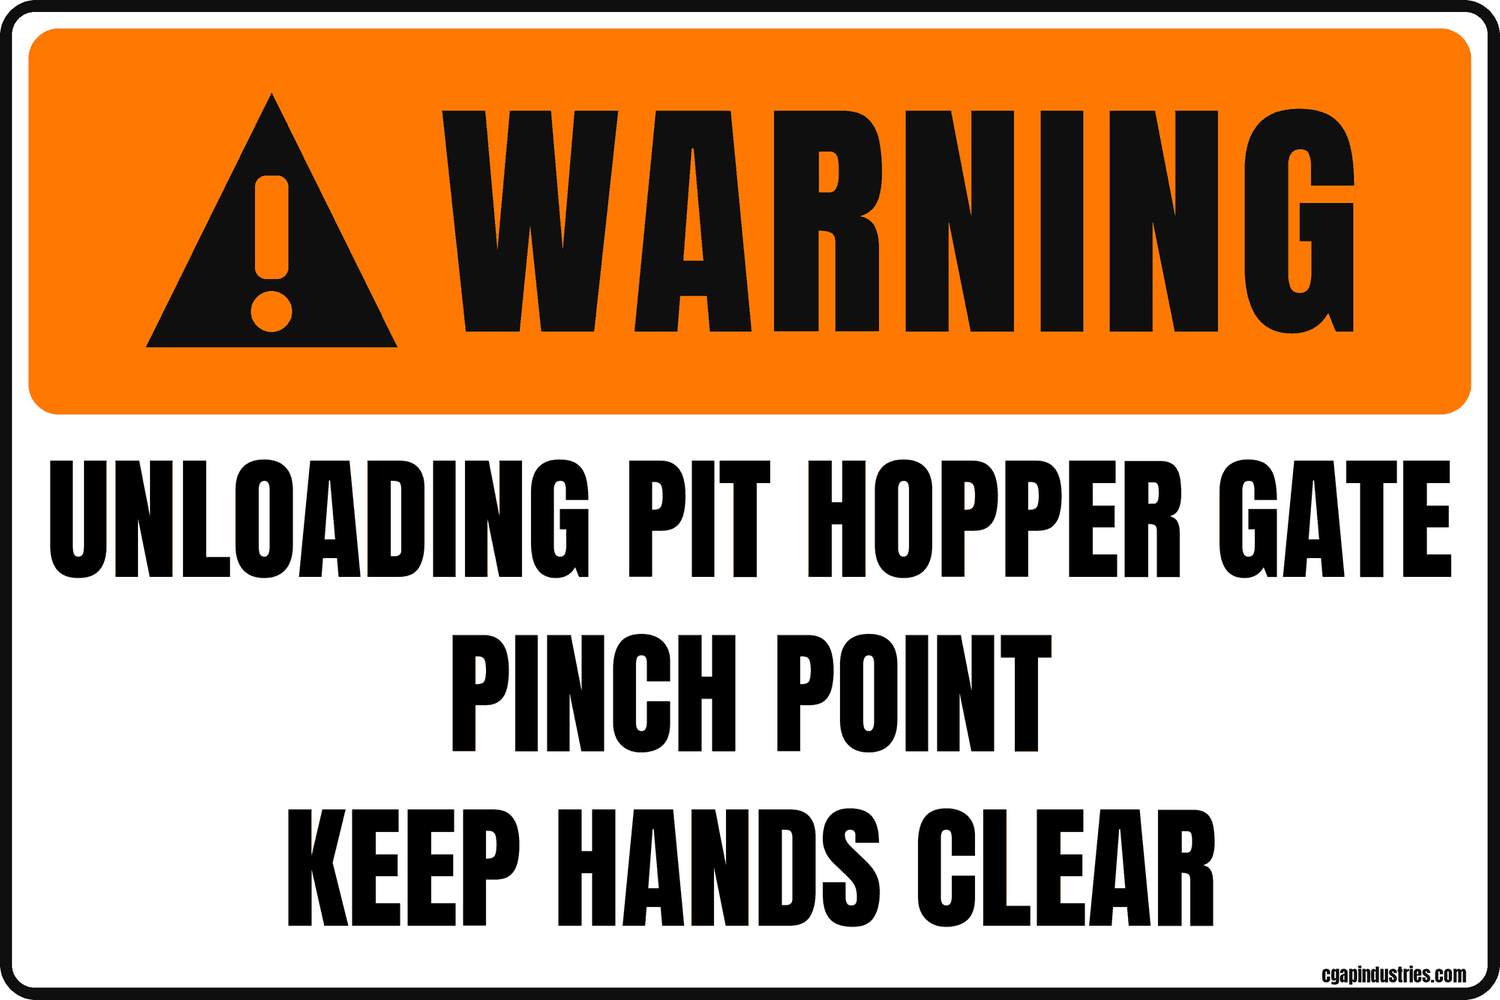 WARNING
UNLOADING PIT HOPPER GATE
PINCH POINT
KEEP HANDS CLEAR
cgapindustries.com